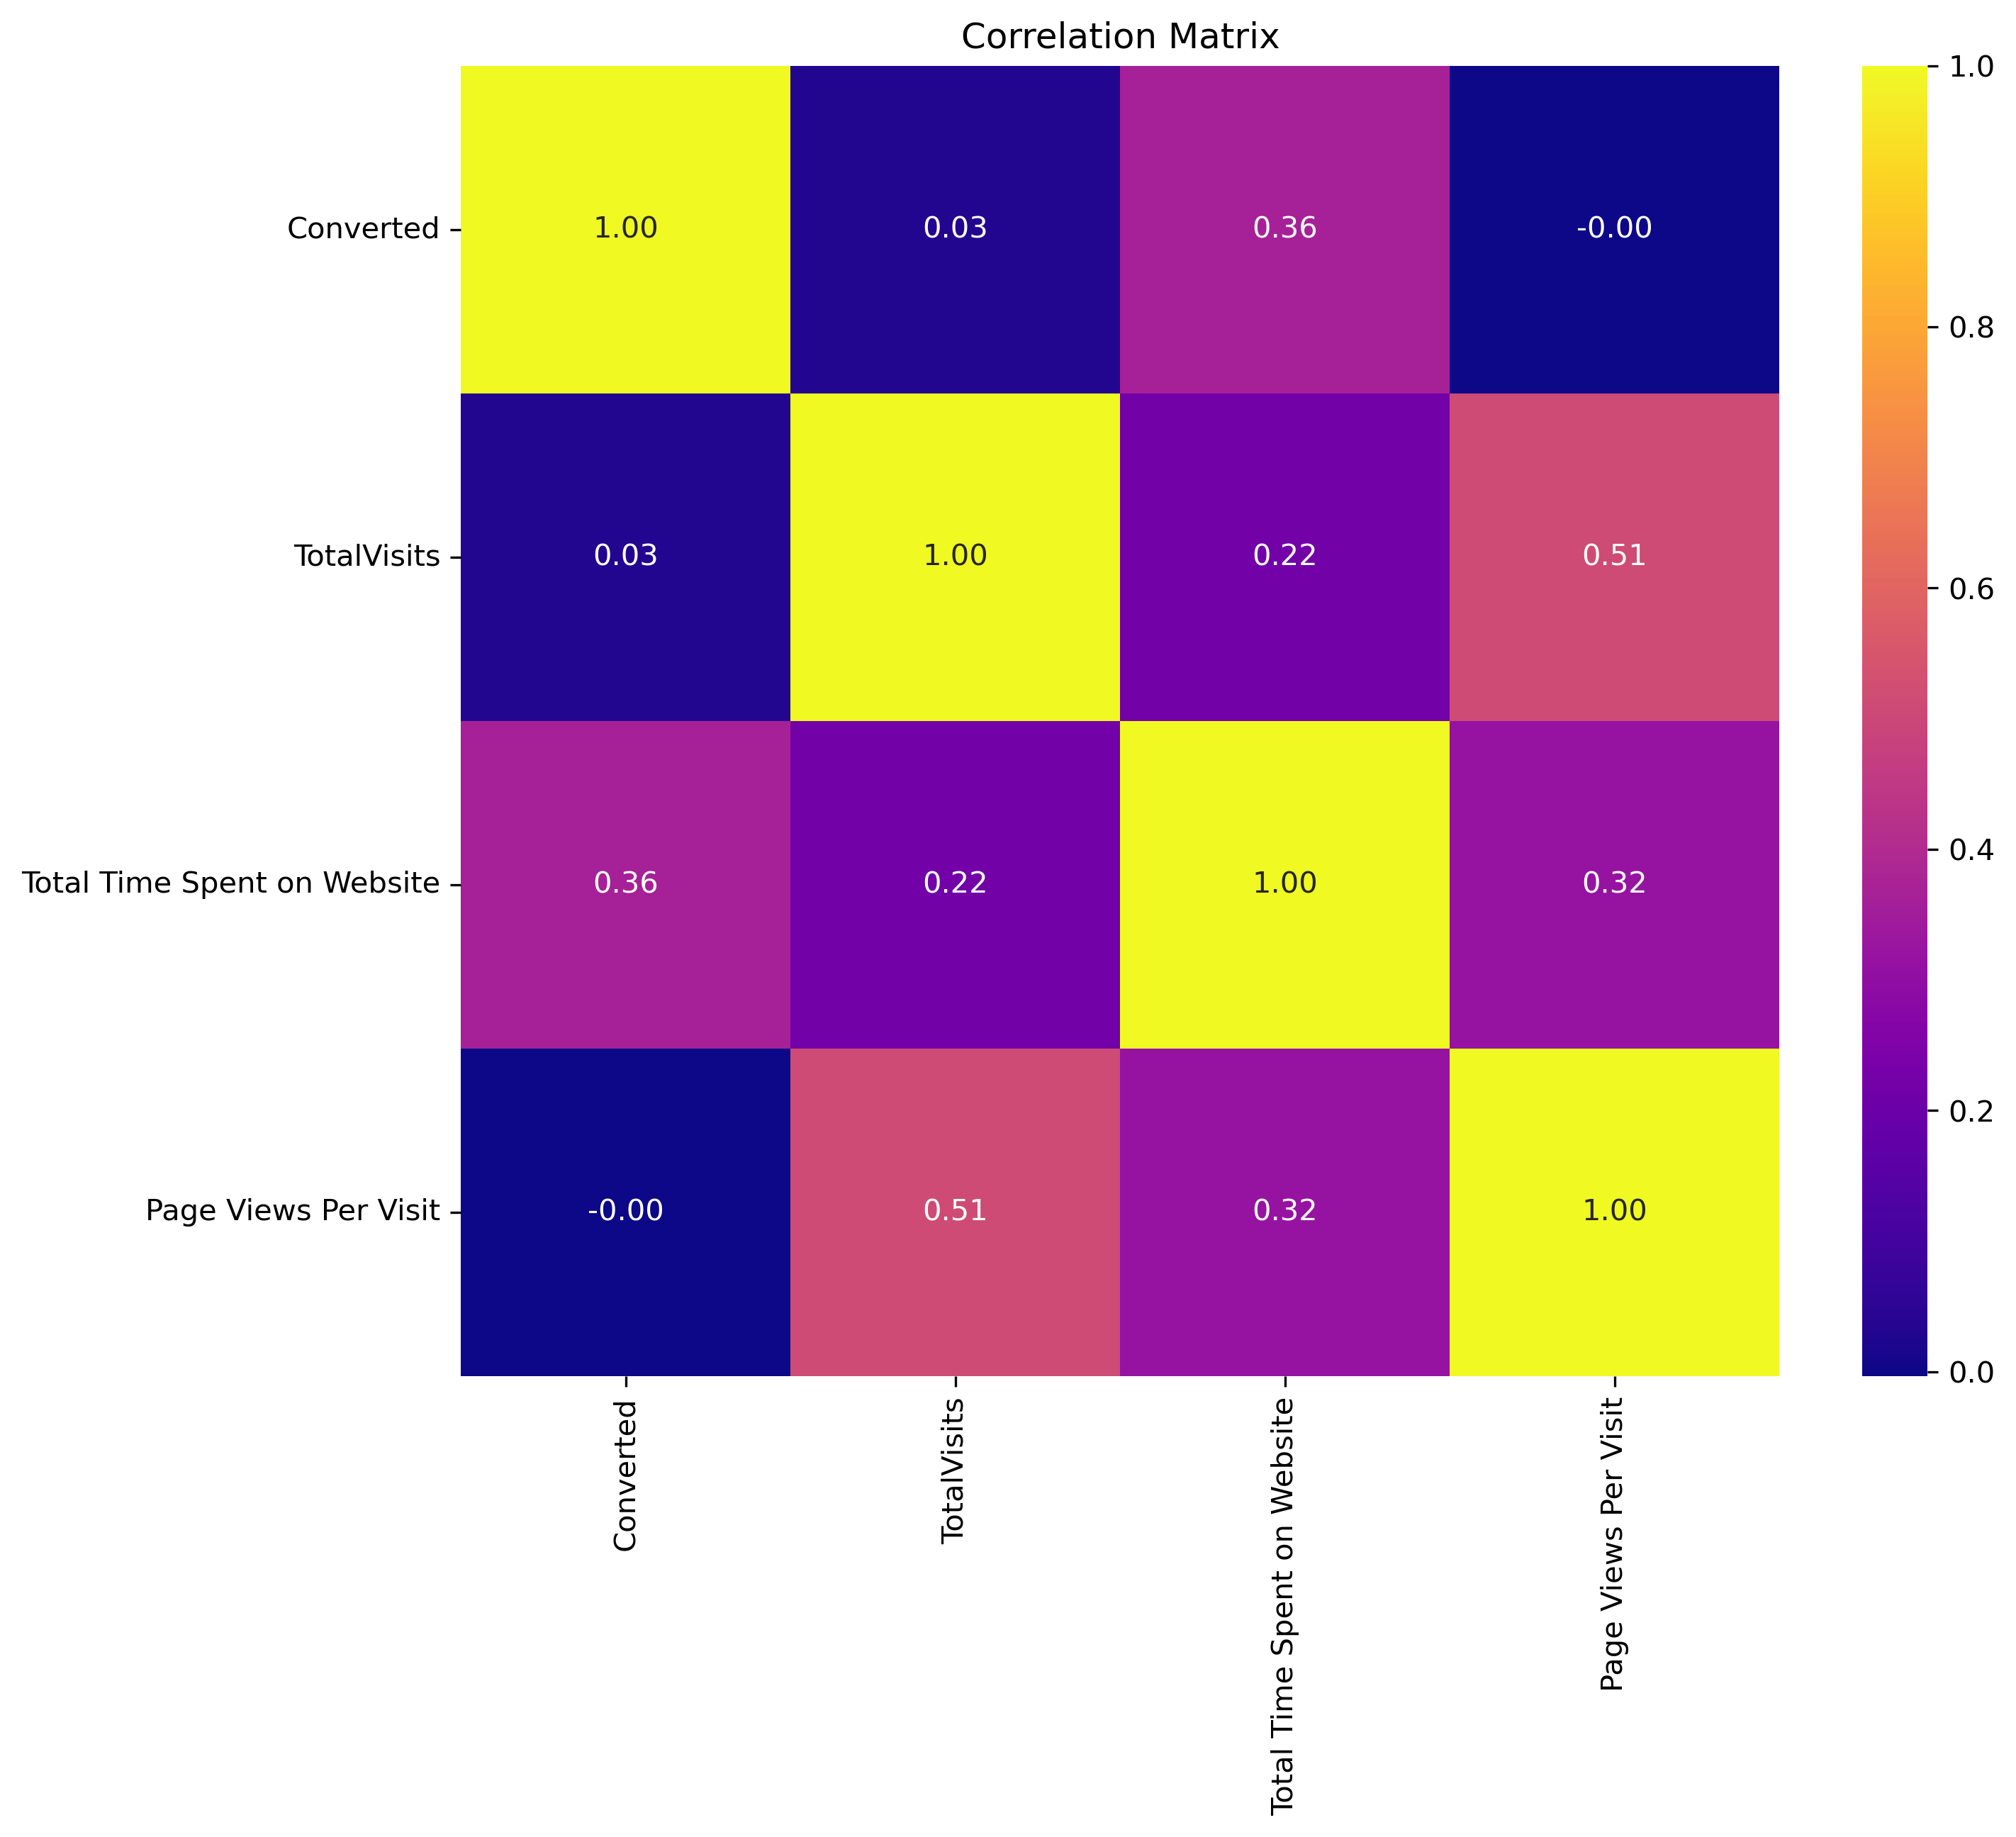 Correlation Matrix
Converted
1.00 0.03 0.36 -0.00
TotalVisits
0.03 1.00 0.22 0.51
Total Time Spent on Website
0.36 0.22 1.00 0.32
Page Views Per Visit
-0.00 0.51 0.32 1.00
Converted
TotalVisits
Total Time Spent on Website
Page Views Per Visit
1.0
0.8
0.6
0.4
0.2
0.0